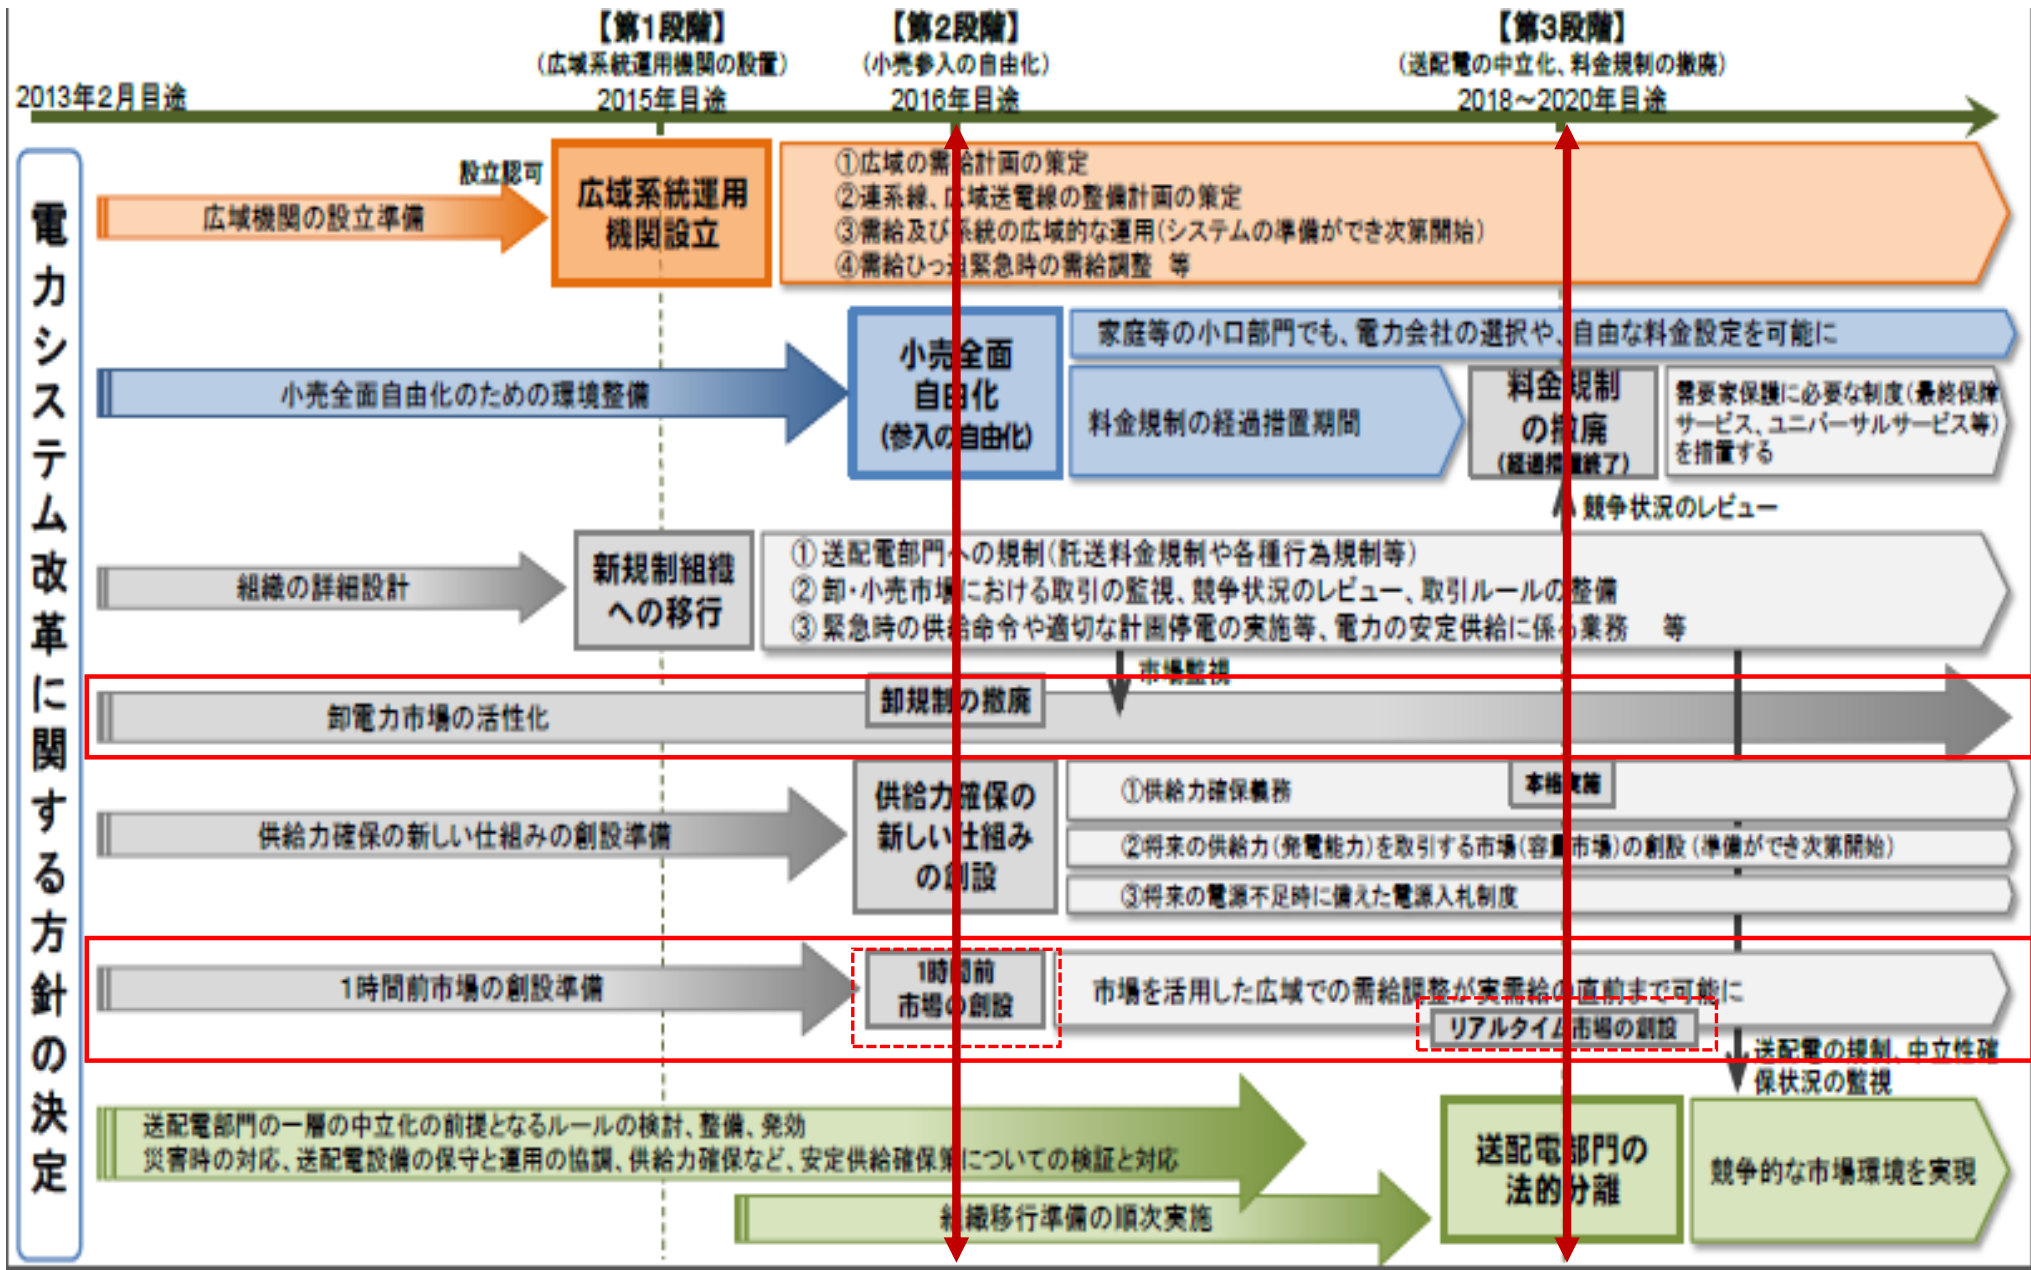 【第1段階】
(広域系統運用機関の設置)
2015年目途
【第2段階】
(小売参入の自由化)
2016年目途
【第3段階】
(送配電の中立化、料金規制の撤廃)
2018～2020年目途
2013年2月目途
電力システム改革に関する方針の決定
広域機関の設立準備
設立認可
広域系統運用
機関設立
①広域の需給計画の策定
②連系線、広域送電線の整備計画の策定
③需給及び系統の広域的な運用(システムの準備ができ次第開始)
④需給ひっ迫緊急時の需給調整 等
小売全面自由化のための環境整備
小売全面
自由化
(参入の自由化)
家庭等の小口部門でも、電力会社の選択や、自由な料金設定を可能に
料金規制の経過措置期間
料金規制
の撤廃
(経過措置終了)
需要家保護に必要な制度(最終保障
サービス、ユニバーサルサービス等)
を措置する
競争状況のレビュー
組織の詳細設計
新規制組織
への移行
① 送配電部門への規制(託送料金規制や各種行為規制等)
② 卸・小売市場における取引の監視、競争状況のレビュー、取引ルールの整備
③ 緊急時の供給命令や適切な計画停電の実施等、電力の安定供給に係る業務 等
市場監視
卸電力市場の活性化
卸規制の撤廃
供給力確保の新しい仕組みの創設準備
供給力確保の
新しい仕組み
の創設
①供給力確保義務
本格実施
②将来の供給力(発電能力)を取引する市場(容量市場)の創設(準備ができ次第開始)
③将来の電源不足時に備えた電源入札制度
1時間前市場の創設準備
1時間前
市場の創設
市場を活用した広域での需給調整が実需給の直前まで可能に
リアルタイム市場の創設
送配電の規制、中立性確
保状況の監視
送配電部門の一層の中立化の前提となるルールの検討、整備、発効
災害時の対応、送配電設備の保守と運用の協調、供給力確保など、安定供給確保策についての検証と対応
組織移行準備の順次実施
送配電部門の
法的分離
競争的な市場環境を実現